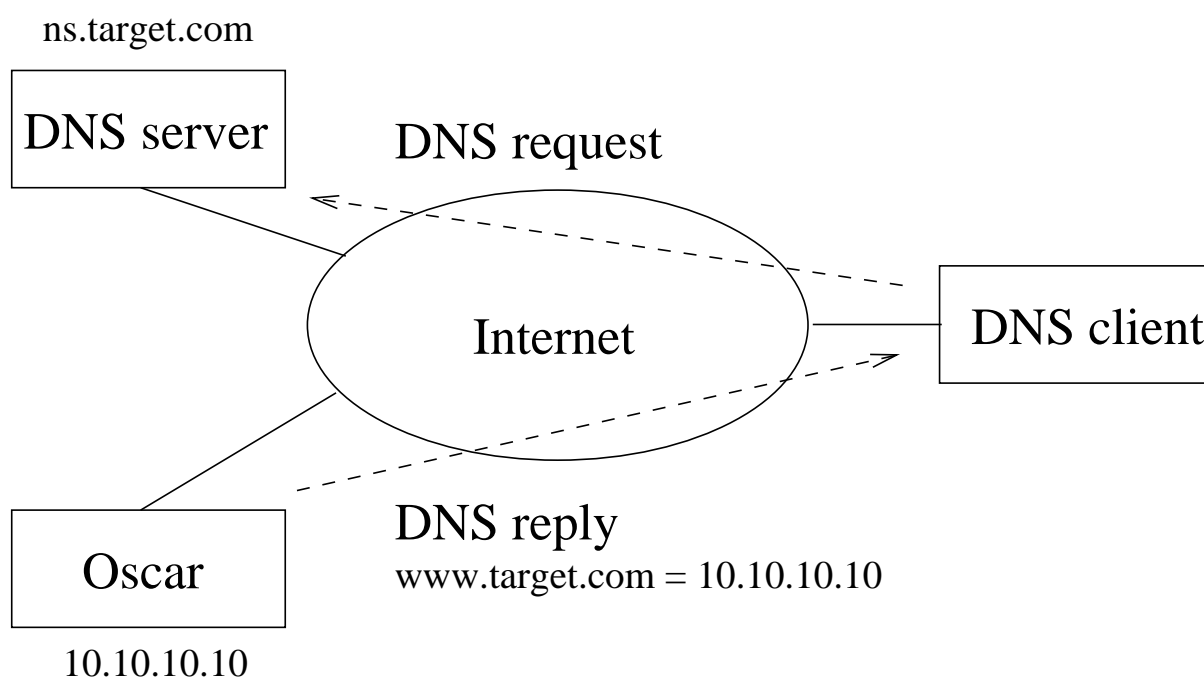 ns.target.com
DNS server
DNS request
Internet
DNS client
DNS reply
www.target.com = 10.10.10.10
Oscar
10.10.10.10